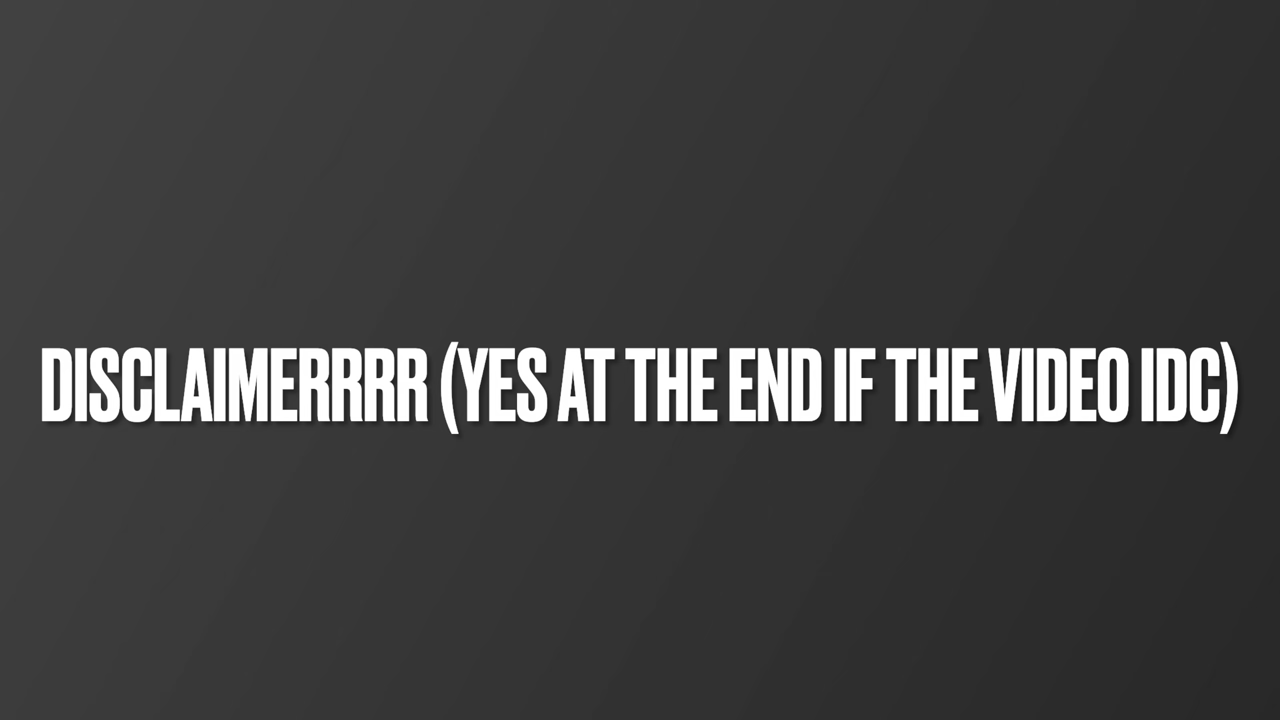 DISCLAIMERRRR (YES AT THE END IF THE VIDEO IDC)